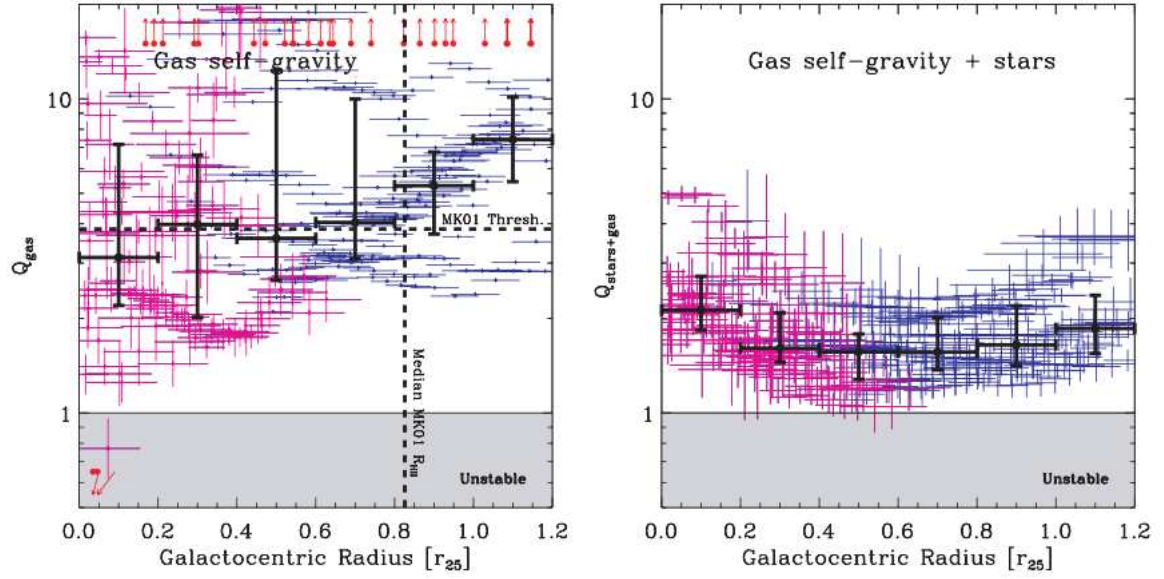 Gas self-gravity
10
MK01 Thresh.
Q_gas
Median MK01 R_HII
1
Unstable
0.0 0.2 0.4 0.6 0.8 1.0 1.2
Galactocentric Radius [r_25]
Gas self-gravity + stars
10
Q_stars+gas
1
Unstable
0.0 0.2 0.4 0.6 0.8 1.0 1.2
Galactocentric Radius [r_25]